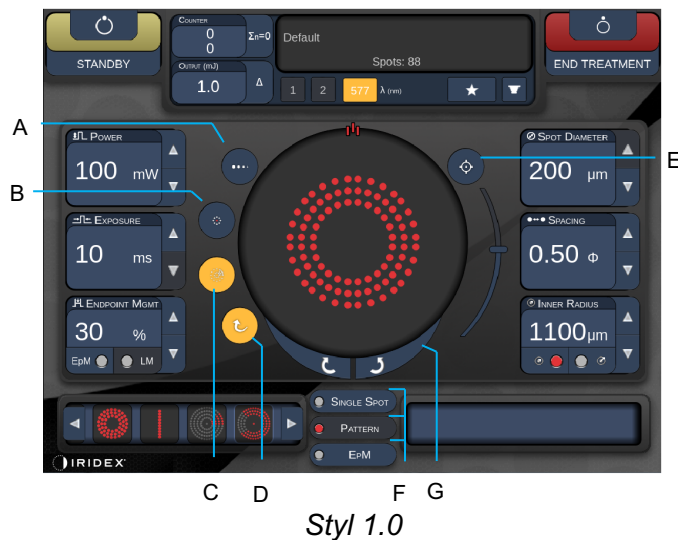 STANDBY
COUNTER
0
0
Σn=0
OUTPUT (mJ)
1.0
Δ
Default
Spots: 88
1 2 577 λ (nm)
END TREATMENT
A
B
E
POWER
100 mW
EXPOSURE
10 ms
ENDPOINT MGMT
30 %
EpM LM
SPOT DIAMETER
200 µm
SPACING
0.50 Φ
INNER RADIUS
1100µm
SINGLE SPOT
PATTERN
EPM
IRIDEX
C D F G
Styl 1.0